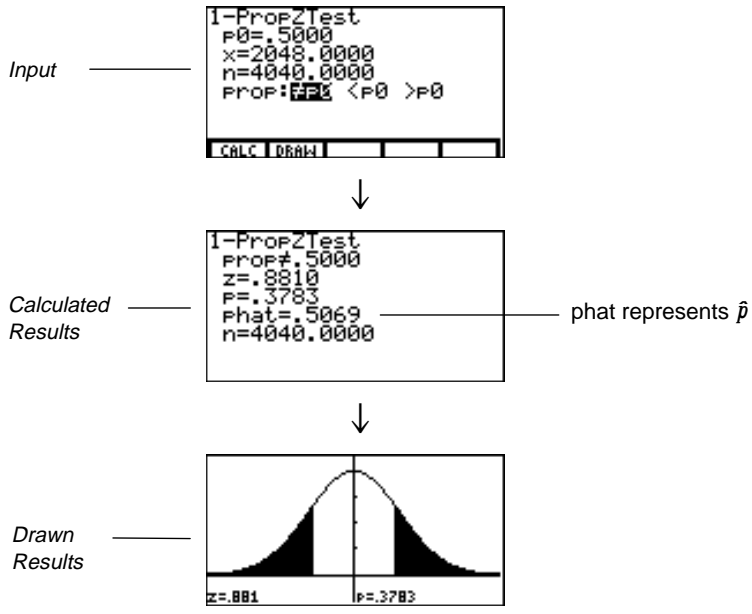 1-PropZTest
p0=.5000
x=2048.0000
n=4040.0000
prop:≠p0 <p0 >p0
CALC DRAW
Input
1-PropZTest
prop≠.5000
z=.8810
p=.3783
phat=.5069
n=4040.0000
Calculated
Results
phat represents p̂
Drawn
Results
z=.881 p=.3783